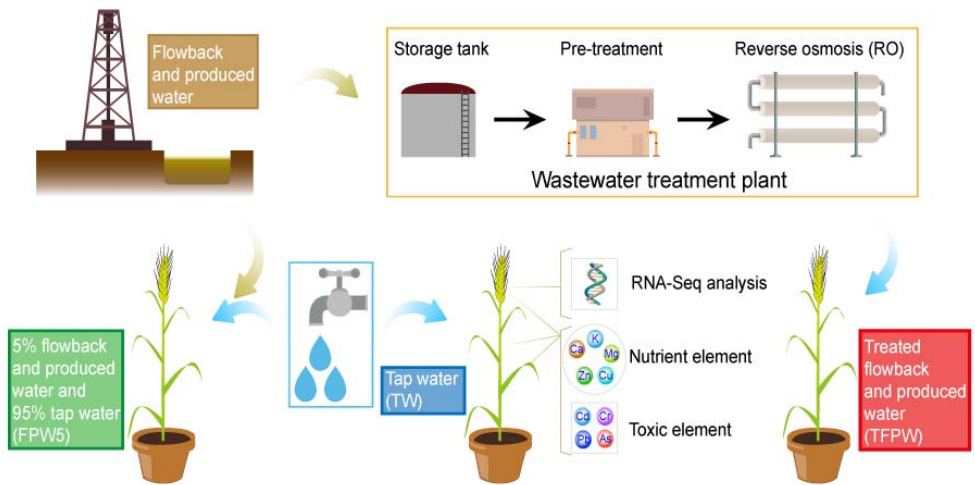 Flowback
and produced
water
Storage tank
Pre-treatment
Reverse osmosis (RO)
Wastewater treatment plant
5% flowback
and produced
water and
95% tap water
(FPW5)
Tap water
(TW)
RNA-Seq analysis
Ca
K
Mg
Zn
Cu
Nutrient element
Cd
Cr
Pb
As
Toxic element
Treated
flowback
and produced
water
(TFPW)